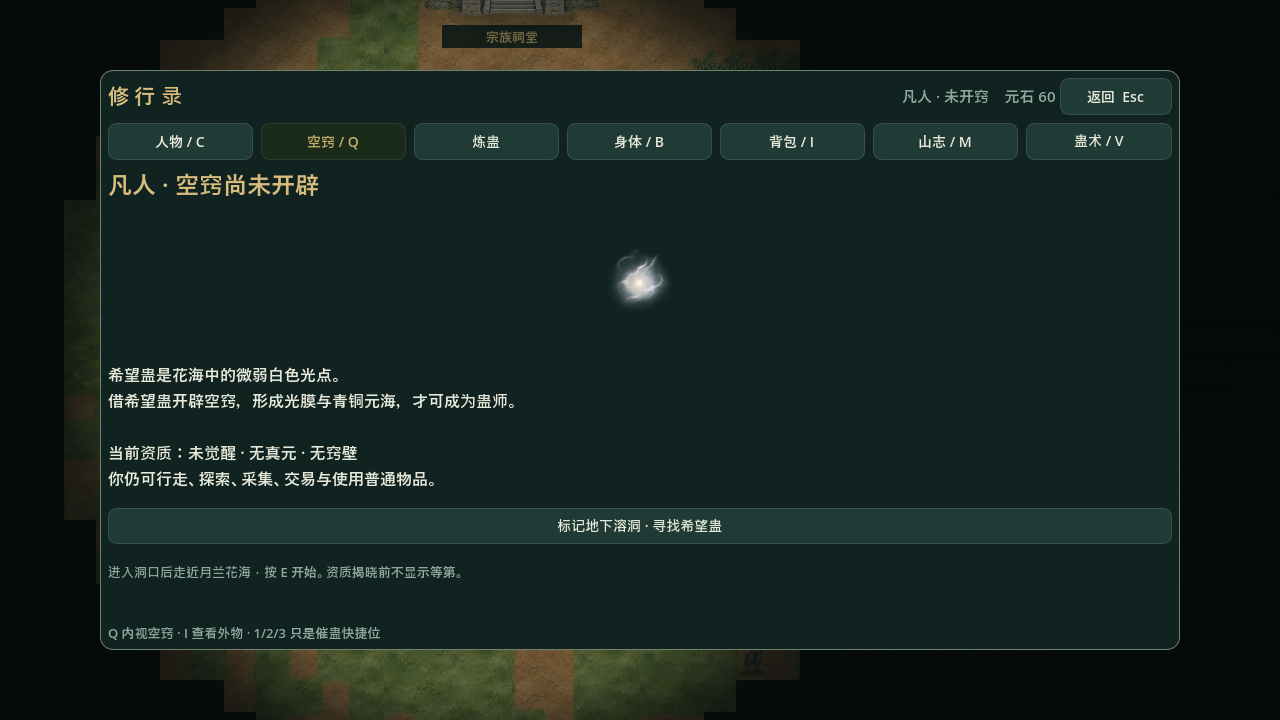 宗族祠堂
修行录
凡人 · 未开窍 元石 60
返回 Esc
人物 / C
空窍 / Q
炼蛊
身体 / B
背包 / I
山志 / M
蛊术 / V
凡人 · 空窍尚未开辟
希望蛊是花海中的微弱白色光点。
借希望蛊开辟空窍，形成光膜与青铜元海，才可成为蛊师。
当前资质：未觉醒 · 无真元 · 无窍壁
你仍可行走、探索、采集、交易与使用普通物品。
标记地下溶洞 · 寻找希望蛊
进入洞口后走近月兰花海 · 按 E 开始。资质揭晓前不显示等第。
Q 内视空窍 · I 查看外物 · 1/2/3 只是催蛊快捷位